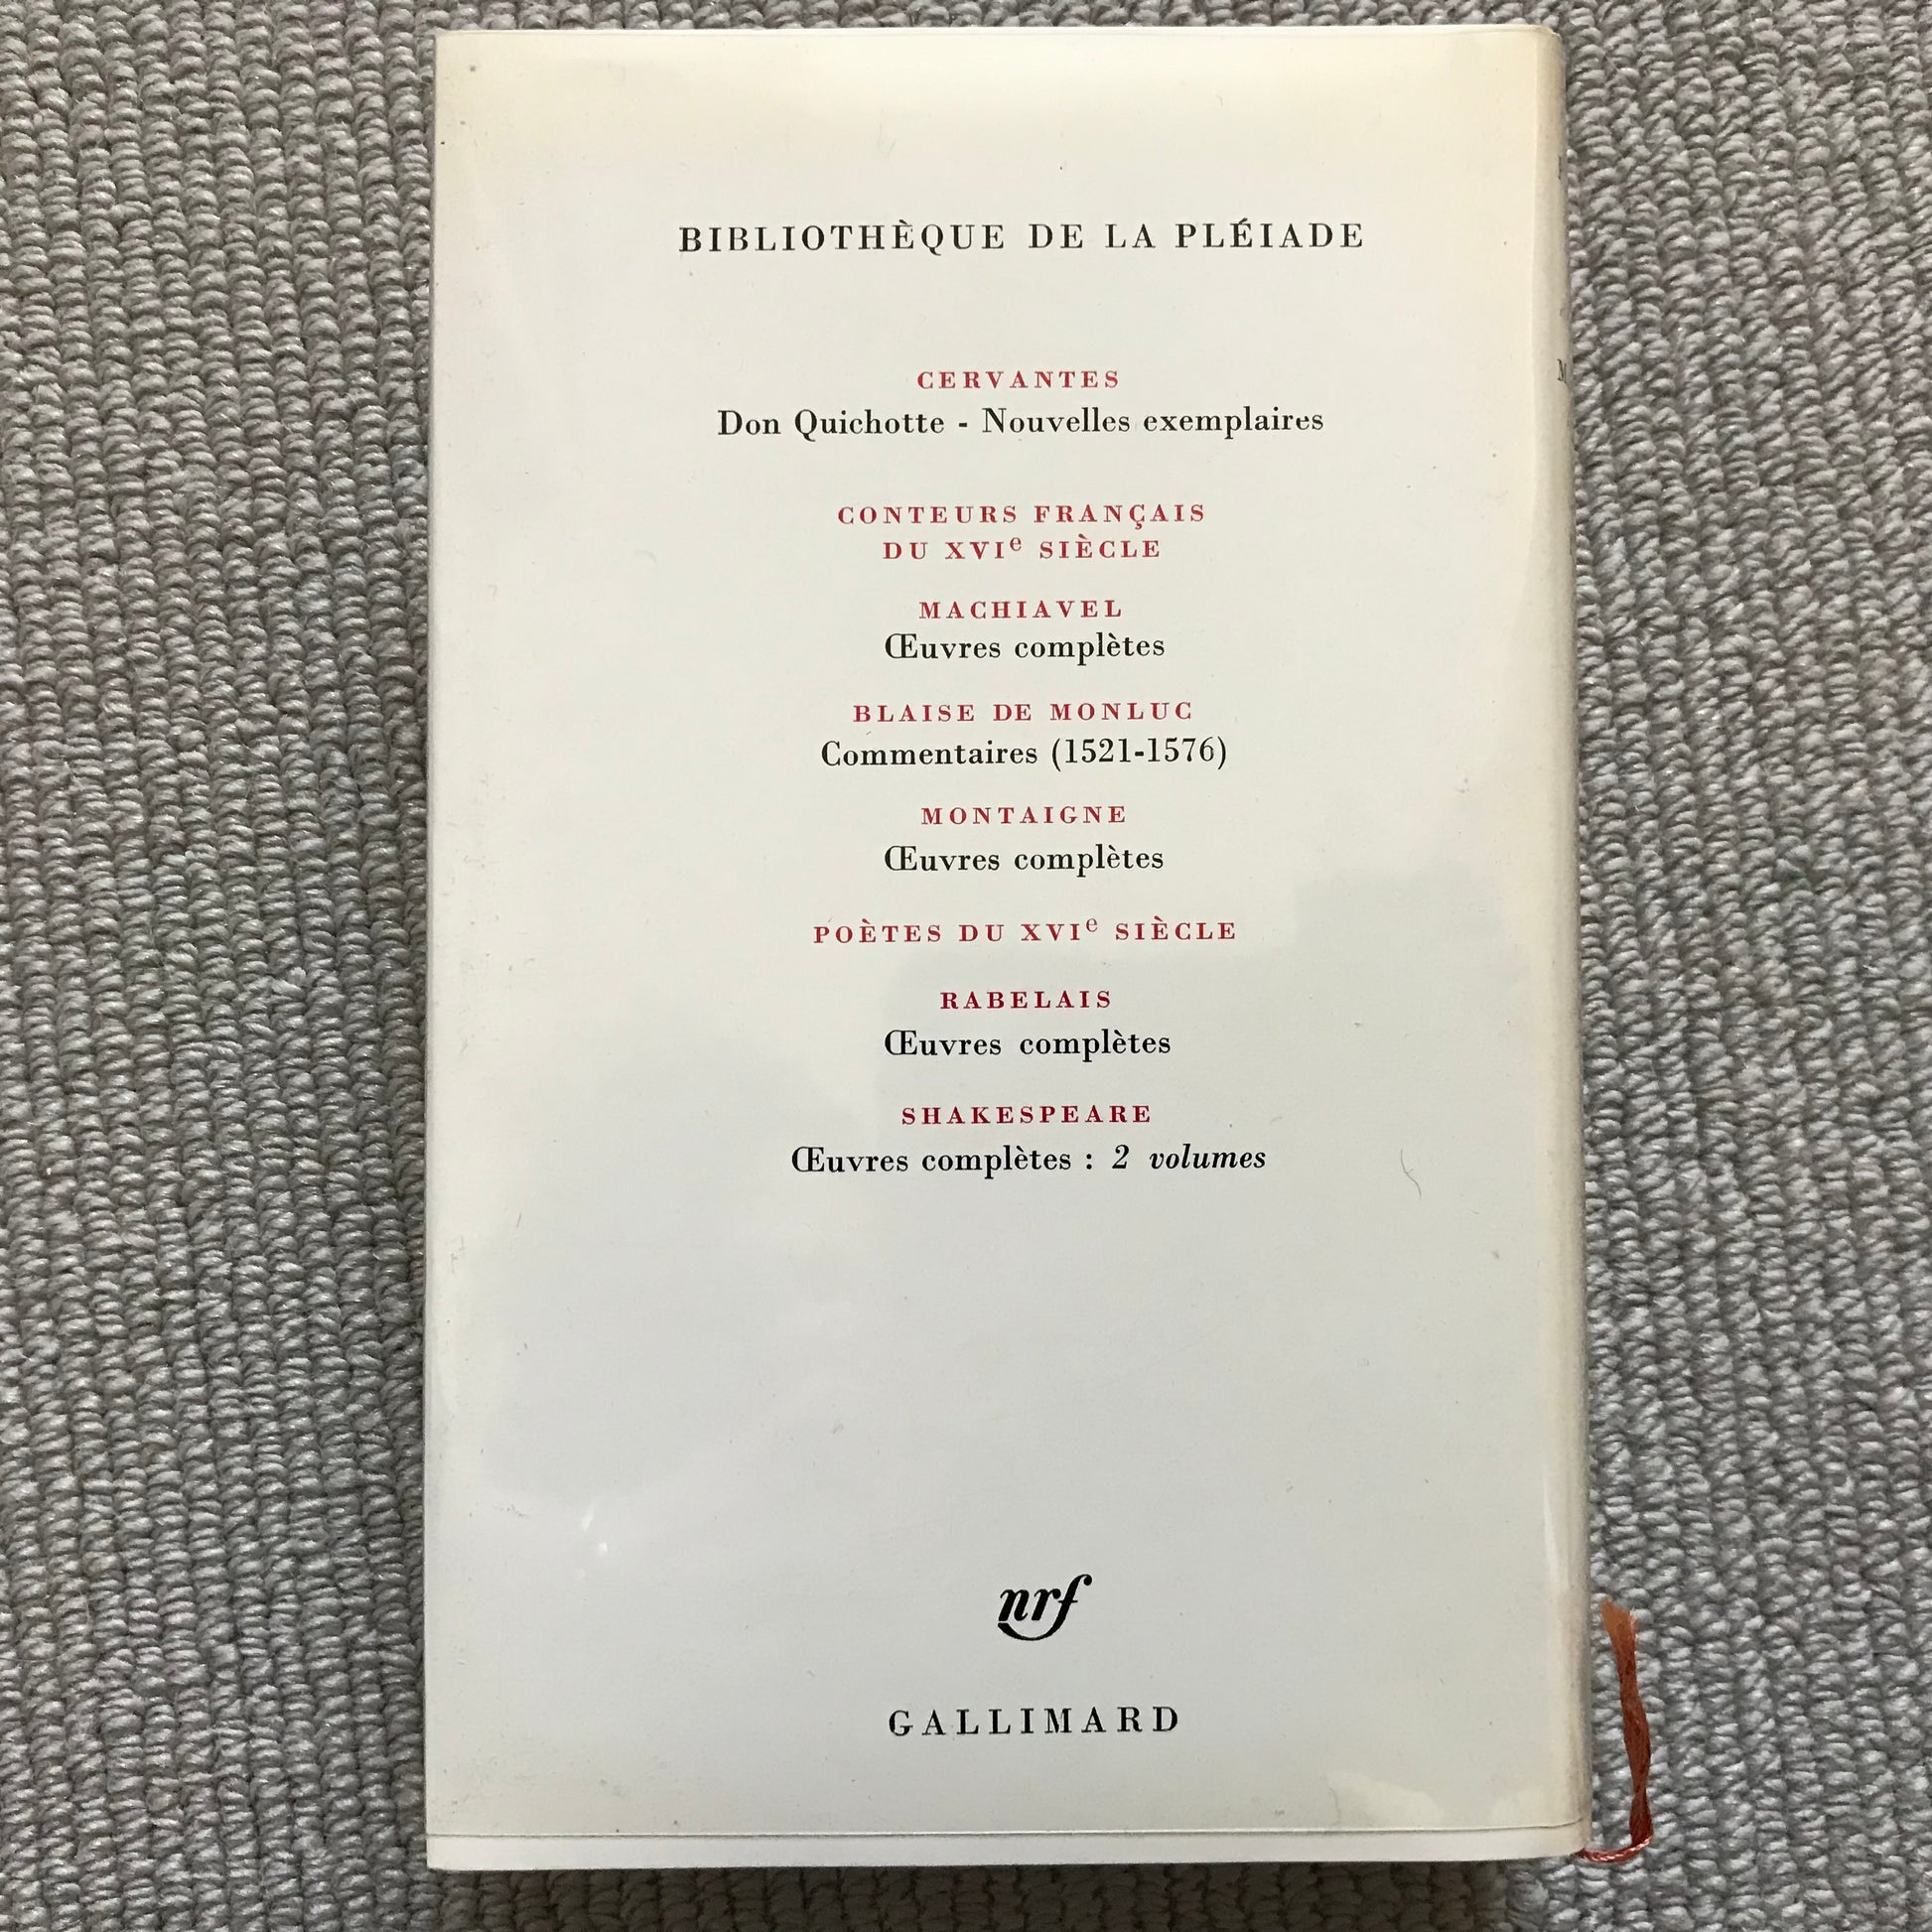 BIBLIOTHÈQUE DE LA PLÉIADE
CERVANTES
Don Quichotte - Nouvelles exemplaires
CONTEURS FRANÇAIS
DU XVIe SIÈCLE
MACHIAVEL
Œuvres complètes
BLAISE DE MONLUC
Commentaires (1521-1576)
MONTAIGNE
Œuvres complètes
POÈTES DU XVIe SIÈCLE
RABELAIS
Œuvres complètes
SHAKESPEARE
Œuvres complètes : 2 volumes
nrf
GALLIMARD